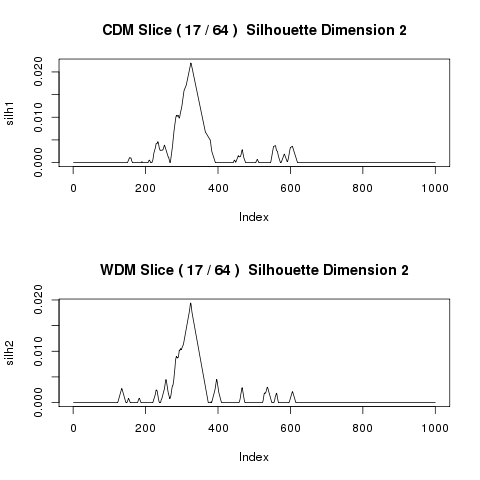 CDM Slice ( 17 / 64 )  Silhouette Dimension 2
silh1
0.020
0.010
0.000
0 200 400 600 800 1000
Index
WDM Slice ( 17 / 64 )  Silhouette Dimension 2
silh2
0.020
0.010
0.000
0 200 400 600 800 1000
Index